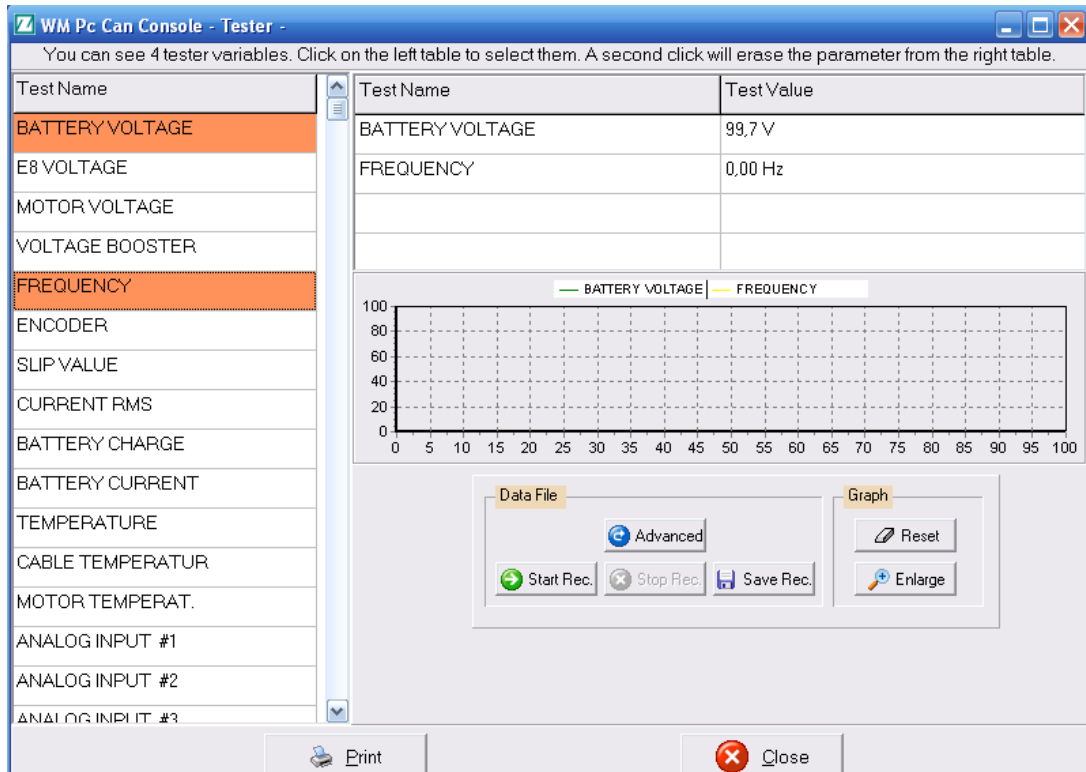 WM Pc Can Console - Tester -
You can see 4 tester variables. Click on the left table to select them. A second click will erase the parameter from the right table.
Test Name
BATTERY VOLTAGE
E8 VOLTAGE
MOTOR VOLTAGE
VOLTAGE BOOSTER
FREQUENCY
ENCODER
SLIP VALUE
CURRENT RMS
BATTERY CHARGE
BATTERY CURRENT
TEMPERATURE
CABLE TEMPERATUR
MOTOR TEMPERAT.
ANALOG INPUT #1
ANALOG INPUT #2
ANALOG INPUT #3
Test Name Test Value
BATTERY VOLTAGE 99,7 V
FREQUENCY 0,00 Hz
BATTERY VOLTAGE FREQUENCY
100
80
60
40
20
0
0 5 10 15 20 25 30 35 40 45 50 55 60 65 70 75 80 85 90 95 100
Data File
Advanced
Start Rec. Stop Rec. Save Rec.
Graph
Reset
Enlarge
Print Close